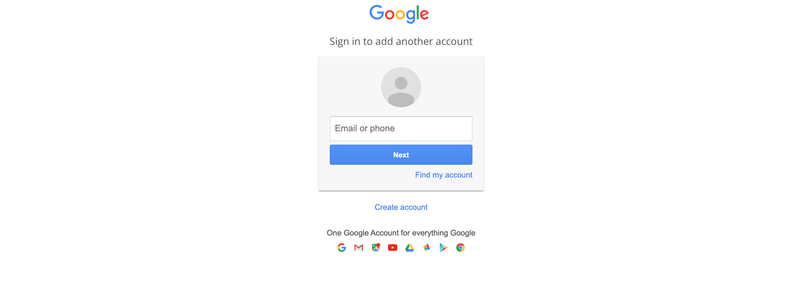 Google
Sign in to add another account
Email or phone
Next
Find my account
Create account
One Google Account for everything Google